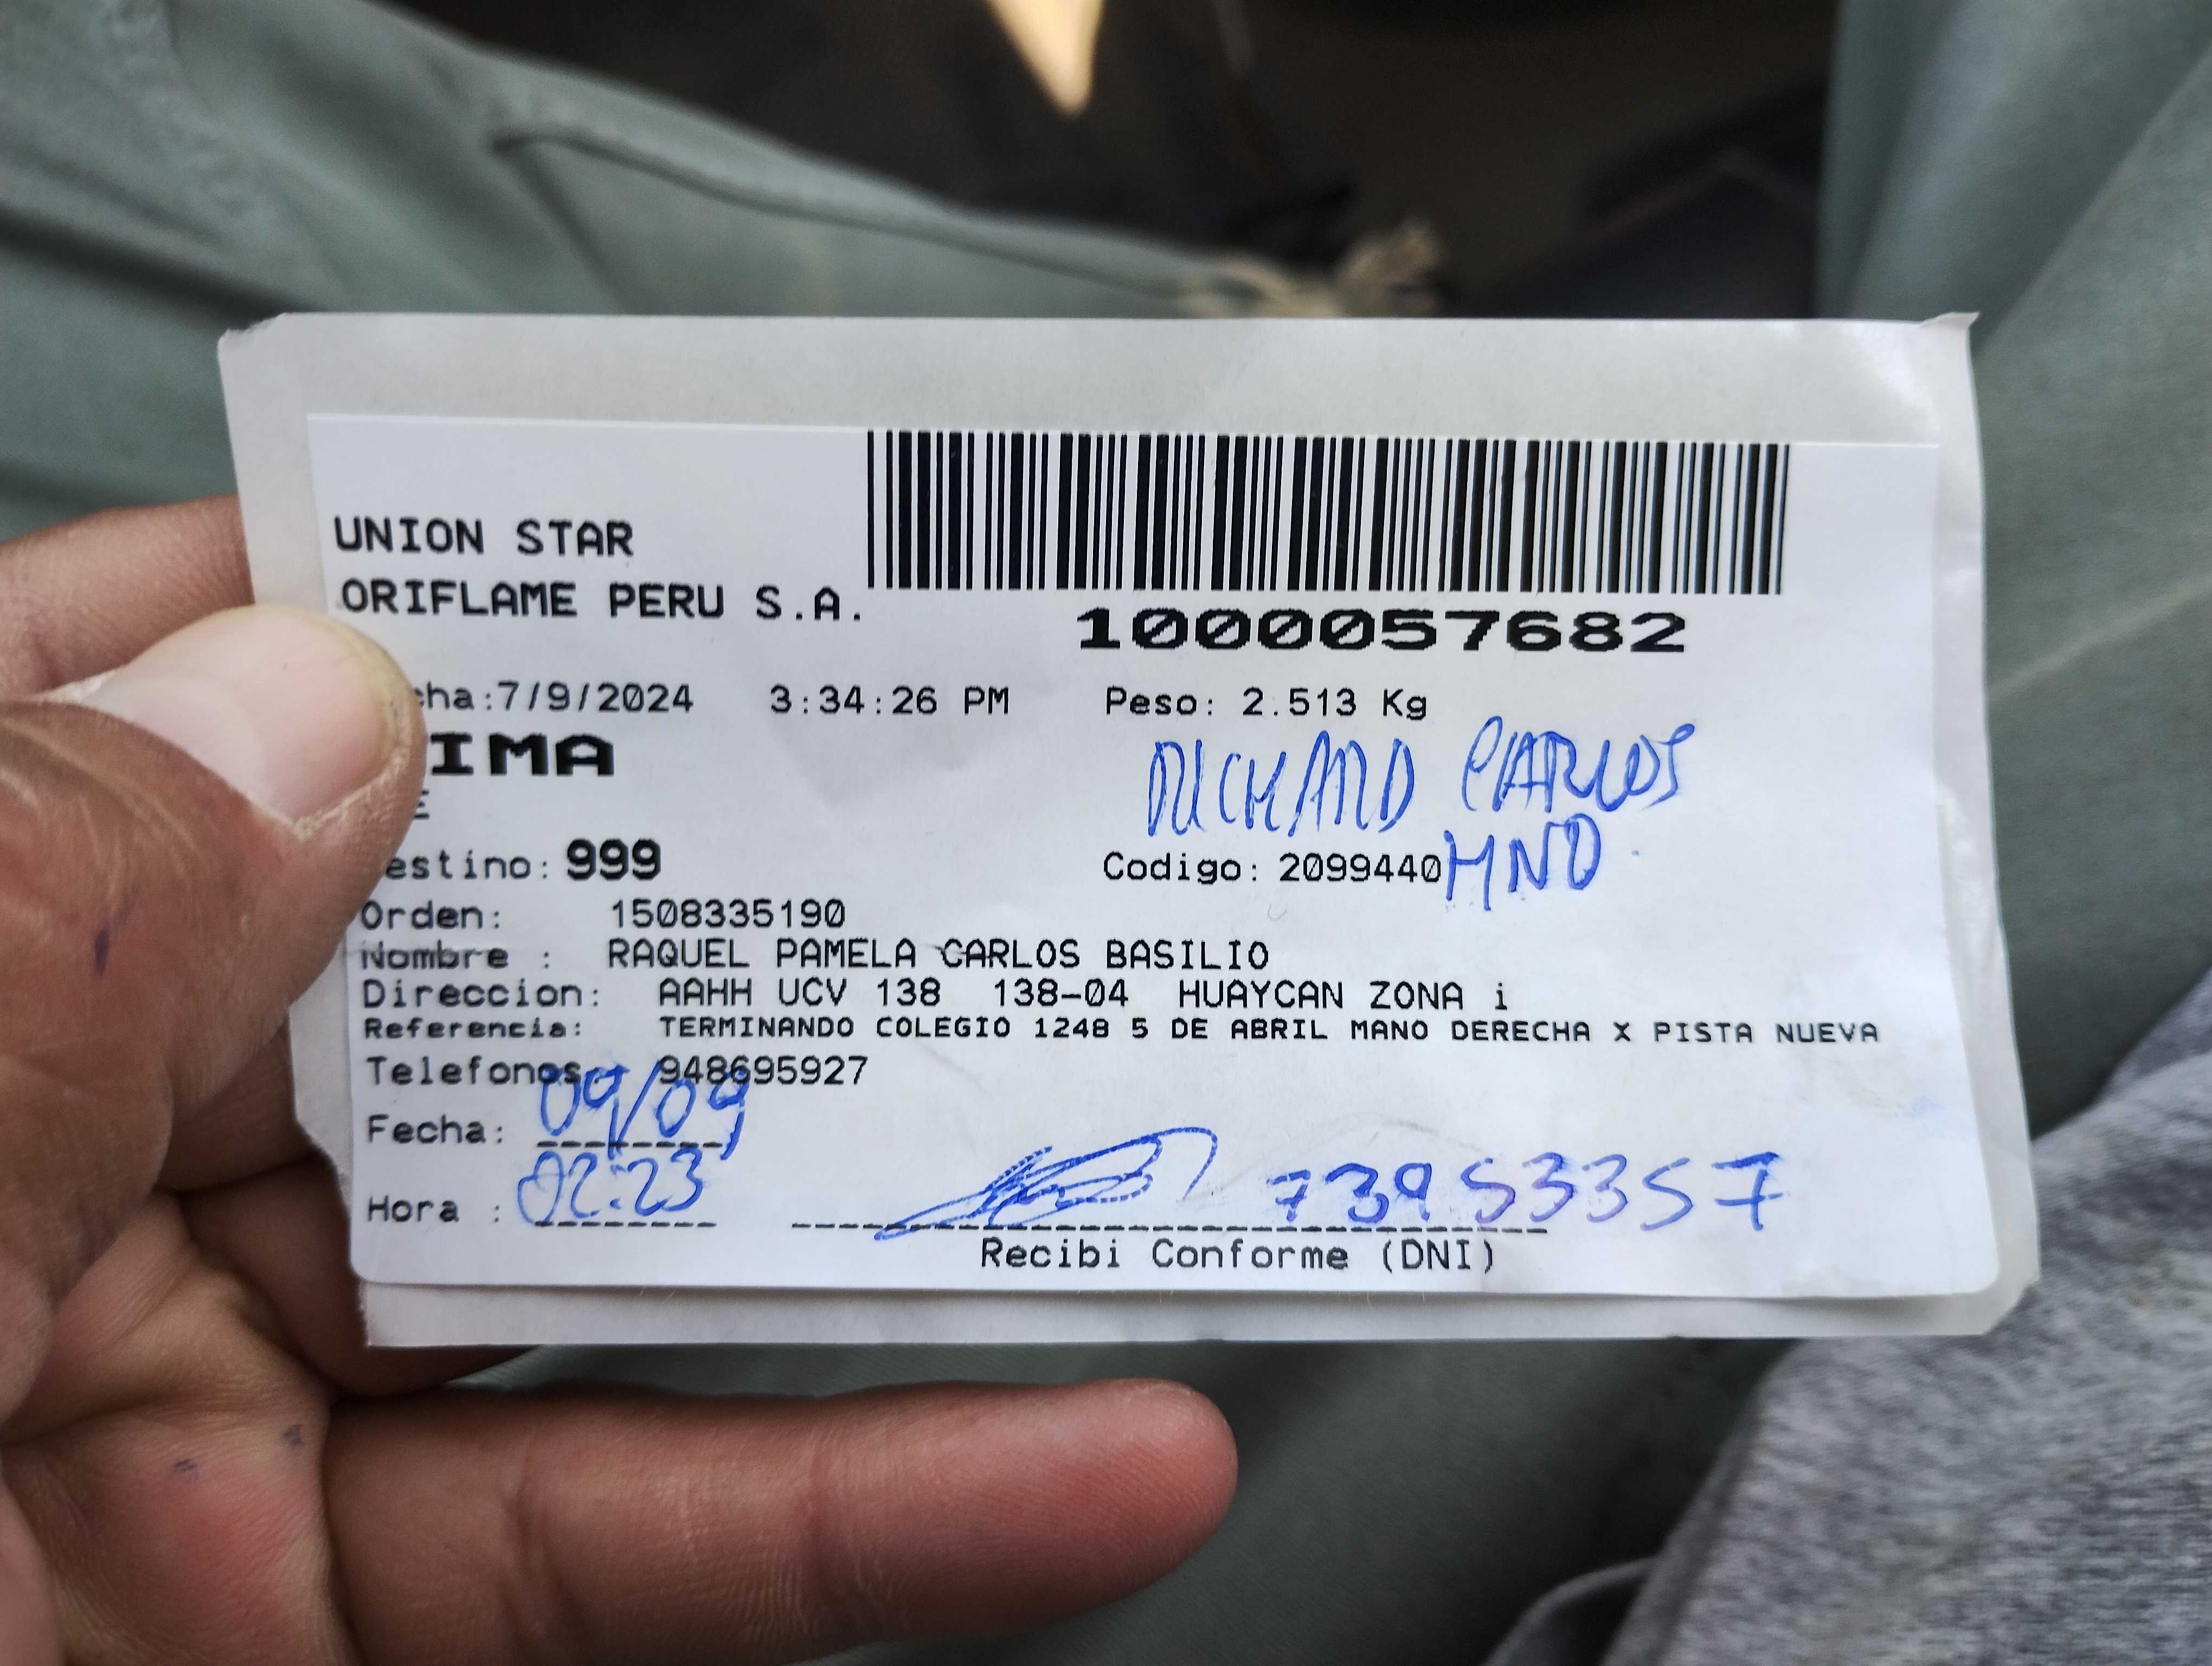 UNION STAR
ORIFLAME PERU S.A.
1000057682
cha:7/9/2024 3:34:26 PM Peso: 2.513 Kg
IMA
RICHARD CARLOS
E
estino: 999 Codigo: 2099440 HNO.
Orden: 1508335190
Nombre : RAQUEL PAMELA CARLOS BASILIO
Direccion: AAHH UCV 138 138-04 HUAYCAN ZONA i
Referencia: TERMINANDO COLEGIO 1248 5 DE ABRIL MANO DERECHA X PISTA NUEVA
Telefonos: 948695927
Fecha: 09/09
Hora : 02:23 73953357
Recibi Conforme (DNI)